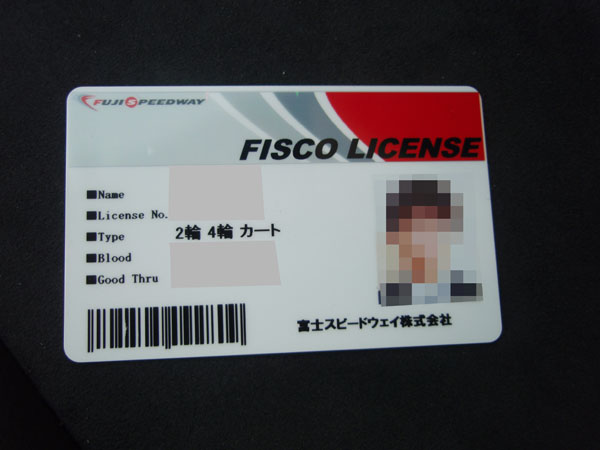 FUJI SPEEDWAY
FISCO LICENSE
■Name
■License No.
■Type 2輪 4輪 カート
■Blood
■Good Thru
富士スピードウェイ株式会社